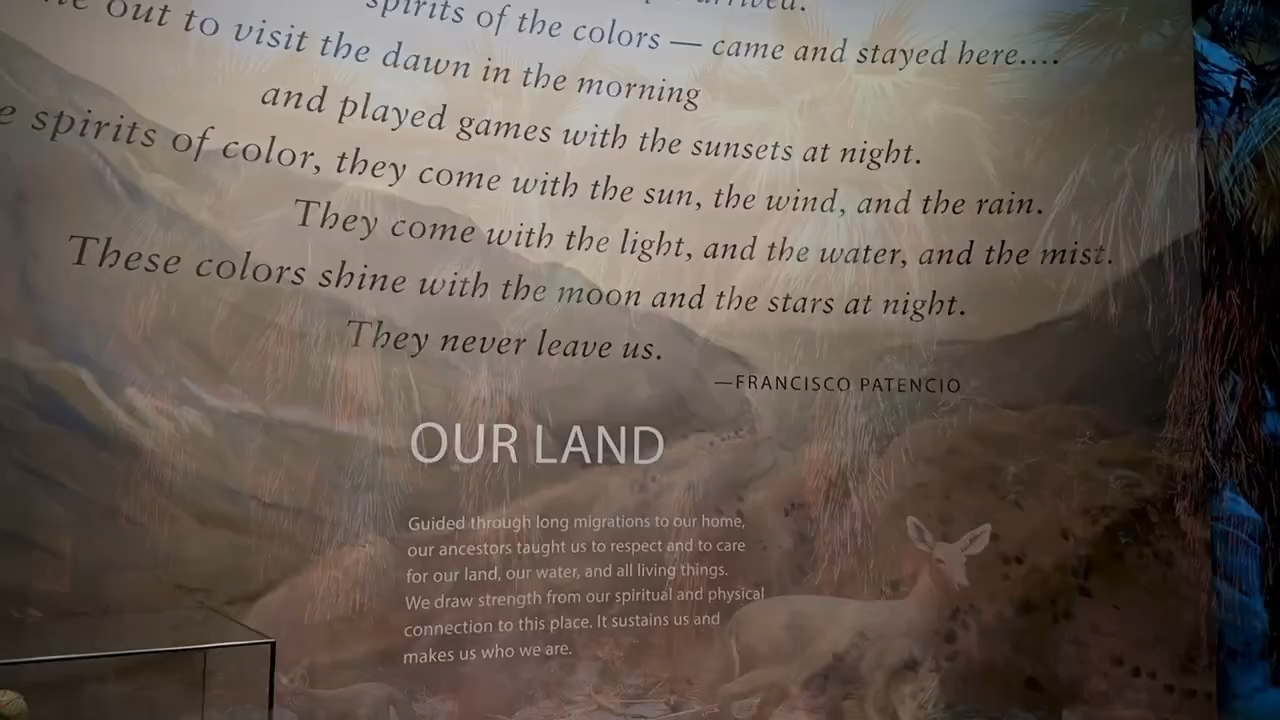 spirits of the colors — came and stayed here....
out to visit the dawn in the morning
and played games with the sunsets at night.
spirits of color, they come with the sun, the wind, and the rain.
They come with the light, and the water, and the mist.
These colors shine with the moon and the stars at night.
They never leave us.
—FRANCISCO PATENCIO
OUR LAND
Guided through long migrations to our home,
our ancestors taught us to respect and to care
for our land, our water, and all living things.
We draw strength from our spiritual and physical
connection to this place. It sustains us and
makes us who we are.